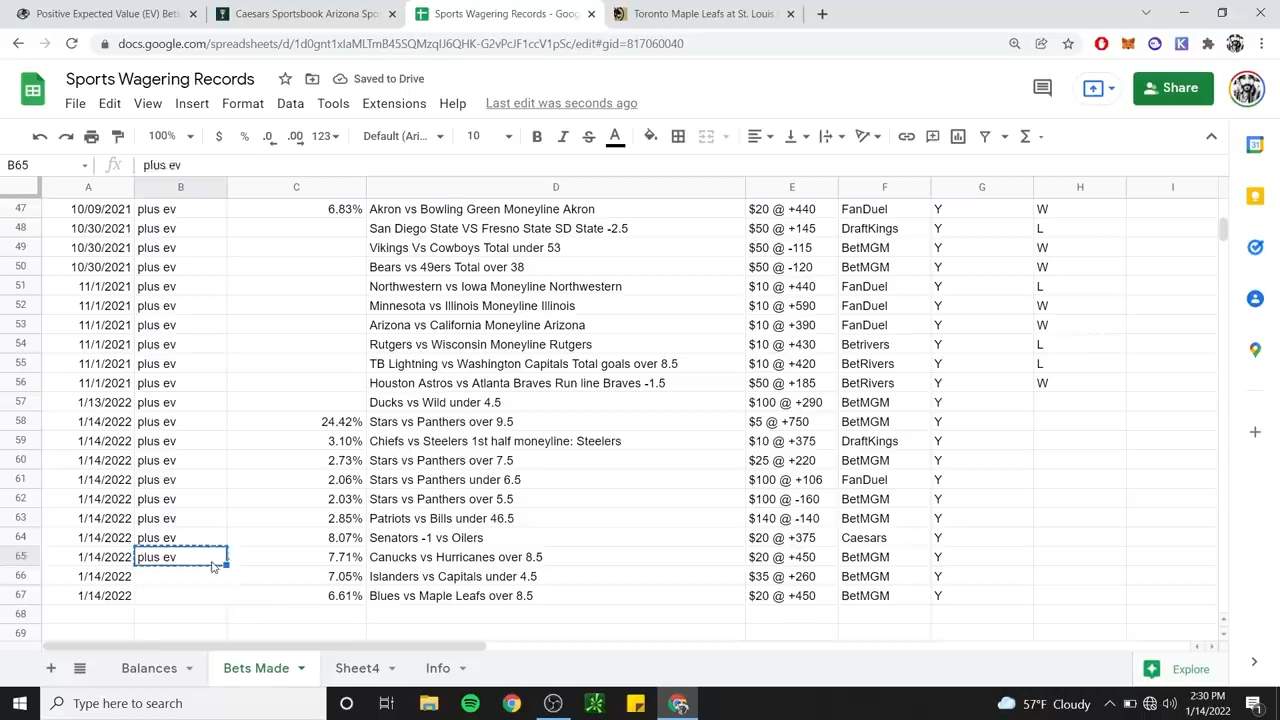 Positive Expected Value (EV) Bets
Caesars Sportsbook Arizona Spo
Sports Wagering Records - Goog
Toronto Maple Leafs at St. Louis
docs.google.com/spreadsheets/d/1d0gnt1xIaMLTmB45SQMzqIJ6QHK-G2vPcJF1ccV1pSc/edit#gid=817060040
Sports Wagering Records
Saved to Drive
File Edit View Insert Format Data Tools Extensions Help Last edit was seconds ago
Share
100% $ % .0 .00 123 Default (Ari... 10 B I S A
B65 fx plus ev
A B C D E F G H I
47 10/09/2021 plus ev 6.83% Akron vs Bowling Green Moneyline Akron $20 @ +440 FanDuel Y W
48 10/30/2021 plus ev San Diego State VS Fresno State SD State -2.5 $50 @ +145 DraftKings Y L
49 10/30/2021 plus ev Vikings Vs Cowboys Total under 53 $50 @ -115 BetMGM Y W
50 10/30/2021 plus ev Bears vs 49ers Total over 38 $50 @ -120 BetMGM Y W
51 11/1/2021 plus ev Northwestern vs Iowa Moneyline Northwestern $10 @ +440 FanDuel Y L
52 11/1/2021 plus ev Minnesota vs Illinois Moneyline Illinois $10 @ +590 FanDuel Y W
53 11/1/2021 plus ev Arizona vs California Moneyline Arizona $10 @ +390 FanDuel Y W
54 11/1/2021 plus ev Rutgers vs Wisconsin Moneyline Rutgers $10 @ +430 Betrivers Y L
55 11/1/2021 plus ev TB Lightning vs Washington Capitals Total goals over 8.5 $10 @ +420 BetRivers Y L
56 11/1/2021 plus ev Houston Astros vs Atlanta Braves Run line Braves -1.5 $50 @ +185 BetRivers Y W
57 1/13/2022 plus ev Ducks vs Wild under 4.5 $100 @ +290 BetMGM Y
58 1/14/2022 plus ev 24.42% Stars vs Panthers over 9.5 $5 @ +750 BetMGM Y
59 1/14/2022 plus ev 3.10% Chiefs vs Steelers 1st half moneyline: Steelers $10 @ +375 DraftKings Y
60 1/14/2022 plus ev 2.73% Stars vs Panthers over 7.5 $25 @ +220 BetMGM Y
61 1/14/2022 plus ev 2.06% Stars vs Panthers under 6.5 $100 @ +106 FanDuel Y
62 1/14/2022 plus ev 2.03% Stars vs Panthers over 5.5 $100 @ -160 BetMGM Y
63 1/14/2022 plus ev 2.85% Patriots vs Bills under 46.5 $140 @ -140 BetMGM Y
64 1/14/2022 plus ev 8.07% Senators -1 vs Oilers $20 @ +375 Caesars Y
65 1/14/2022 plus ev 7.71% Canucks vs Hurricanes over 8.5 $20 @ +450 BetMGM Y
66 1/14/2022 7.05% Islanders vs Capitals under 4.5 $35 @ +260 BetMGM Y
67 1/14/2022 6.61% Blues vs Maple Leafs over 8.5 $20 @ +450 BetMGM Y
68
69
Balances Bets Made Sheet4 Info Explore
Type here to search
57°F Cloudy
2:30 PM
1/14/2022